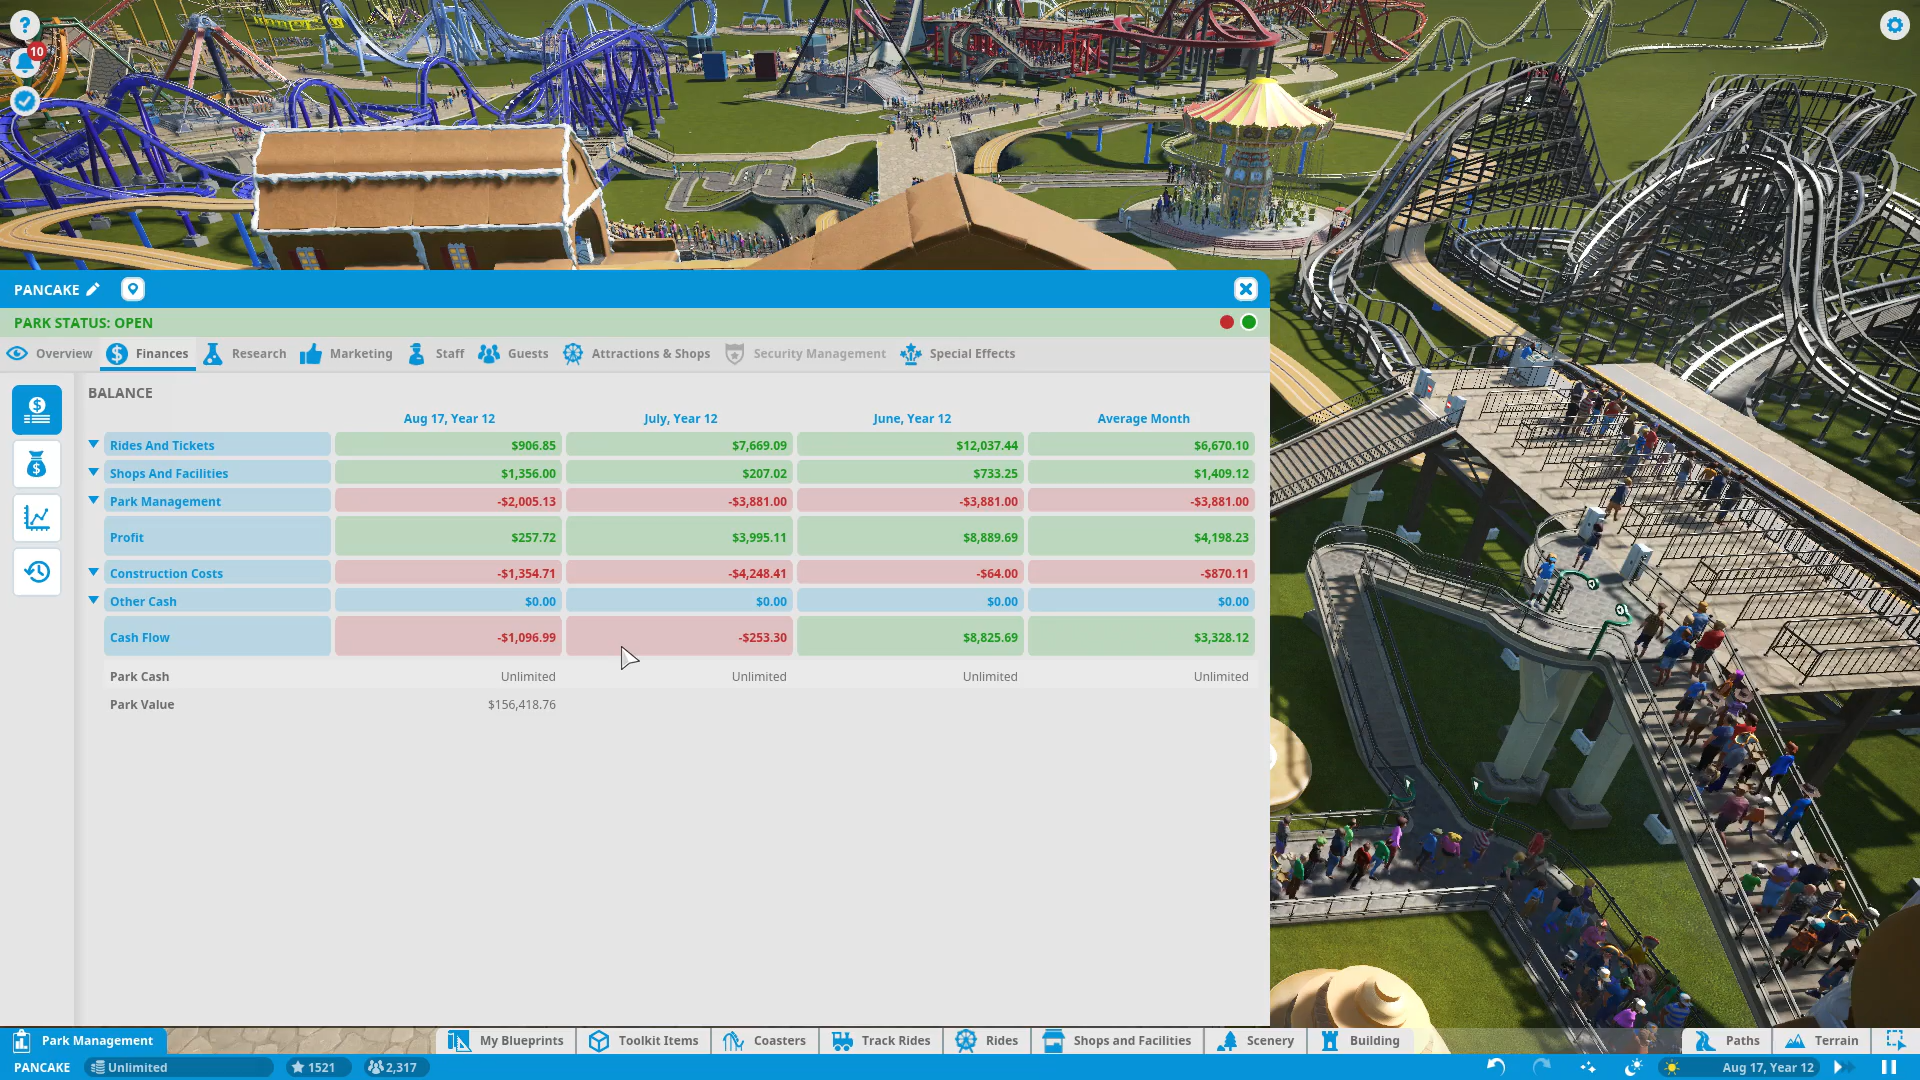 ?
10
PANCAKE
PARK STATUS: OPEN
Overview Finances Research Marketing Staff Guests Attractions & Shops Security Management Special Effects
BALANCE
Aug 17, Year 12 July, Year 12 June, Year 12 Average Month
Rides And Tickets $906.85 $7,669.09 $12,037.44 $6,670.10
Shops And Facilities $1,356.00 $207.02 $733.25 $1,409.12
Park Management -$2,005.13 -$3,881.00 -$3,881.00 -$3,881.00
Profit $257.72 $3,995.11 $8,889.69 $4,198.23
Construction Costs -$1,354.71 -$4,248.41 -$64.00 -$870.11
Other Cash $0.00 $0.00 $0.00 $0.00
Cash Flow -$1,096.99 -$253.30 $8,825.69 $3,328.12
Park Cash Unlimited Unlimited Unlimited Unlimited
Park Value $156,418.76
Park Management My Blueprints Toolkit Items Coasters Track Rides Rides Shops and Facilities Scenery Building Paths Terrain
PANCAKE Unlimited 1521 2,317 Aug 17, Year 12